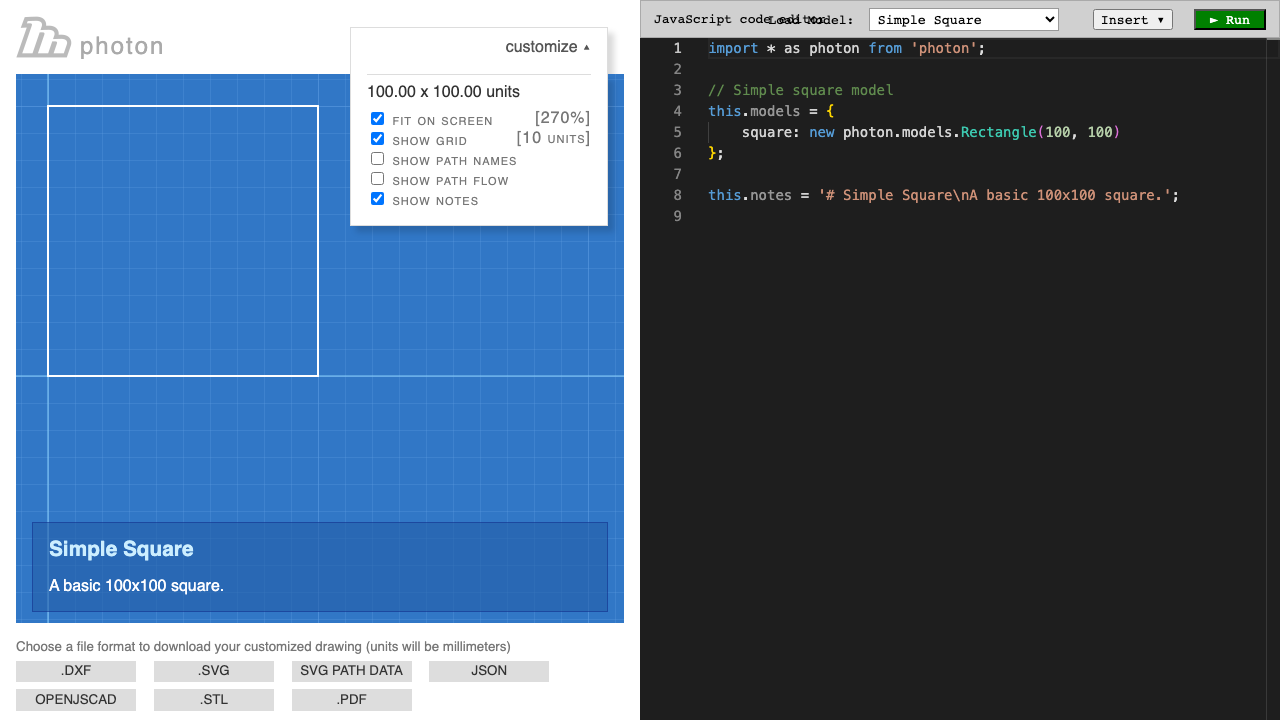 photon
customize ▲
100.00 x 100.00 units
FIT ON SCREEN [270%]
SHOW GRID [10 UNITS]
SHOW PATH NAMES
SHOW PATH FLOW
SHOW NOTES
Simple Square
A basic 100x100 square.
Choose a file format to download your customized drawing (units will be millimeters)
.DXF .SVG SVG PATH DATA JSON
OPENJSCAD .STL .PDF
JavaScript code editor Load Model: Simple Square Insert ▼ ► Run
1 import * as photon from 'photon';
2
3 // Simple square model
4 this.models = {
5 square: new photon.models.Rectangle(100, 100)
6 };
7
8 this.notes = '# Simple Square\nA basic 100x100 square.';
9